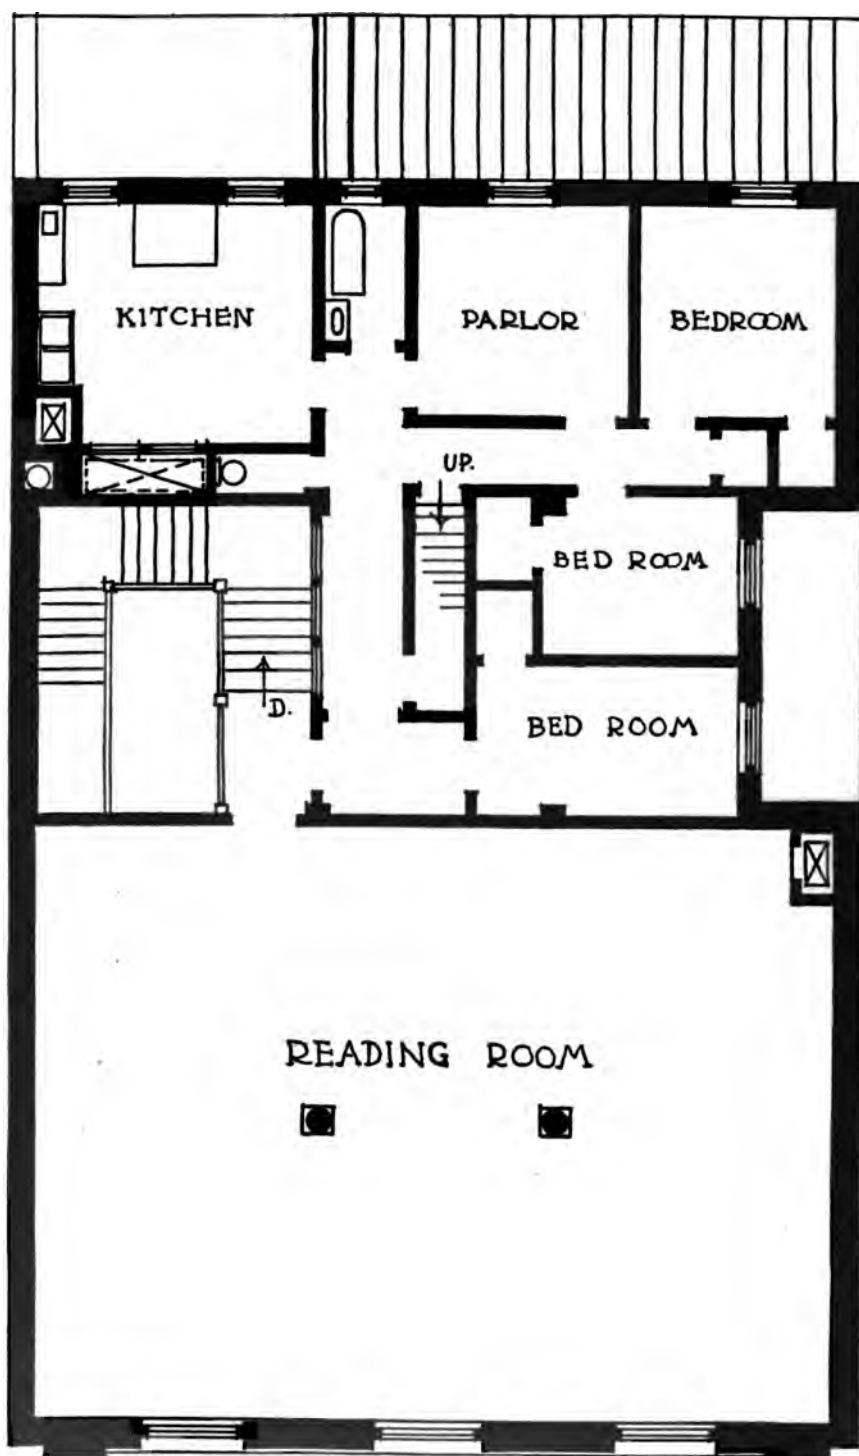 KITCHEN
PARLOR
BEDROOM
UP.
BED ROOM
D.
BED ROOM
READING ROOM